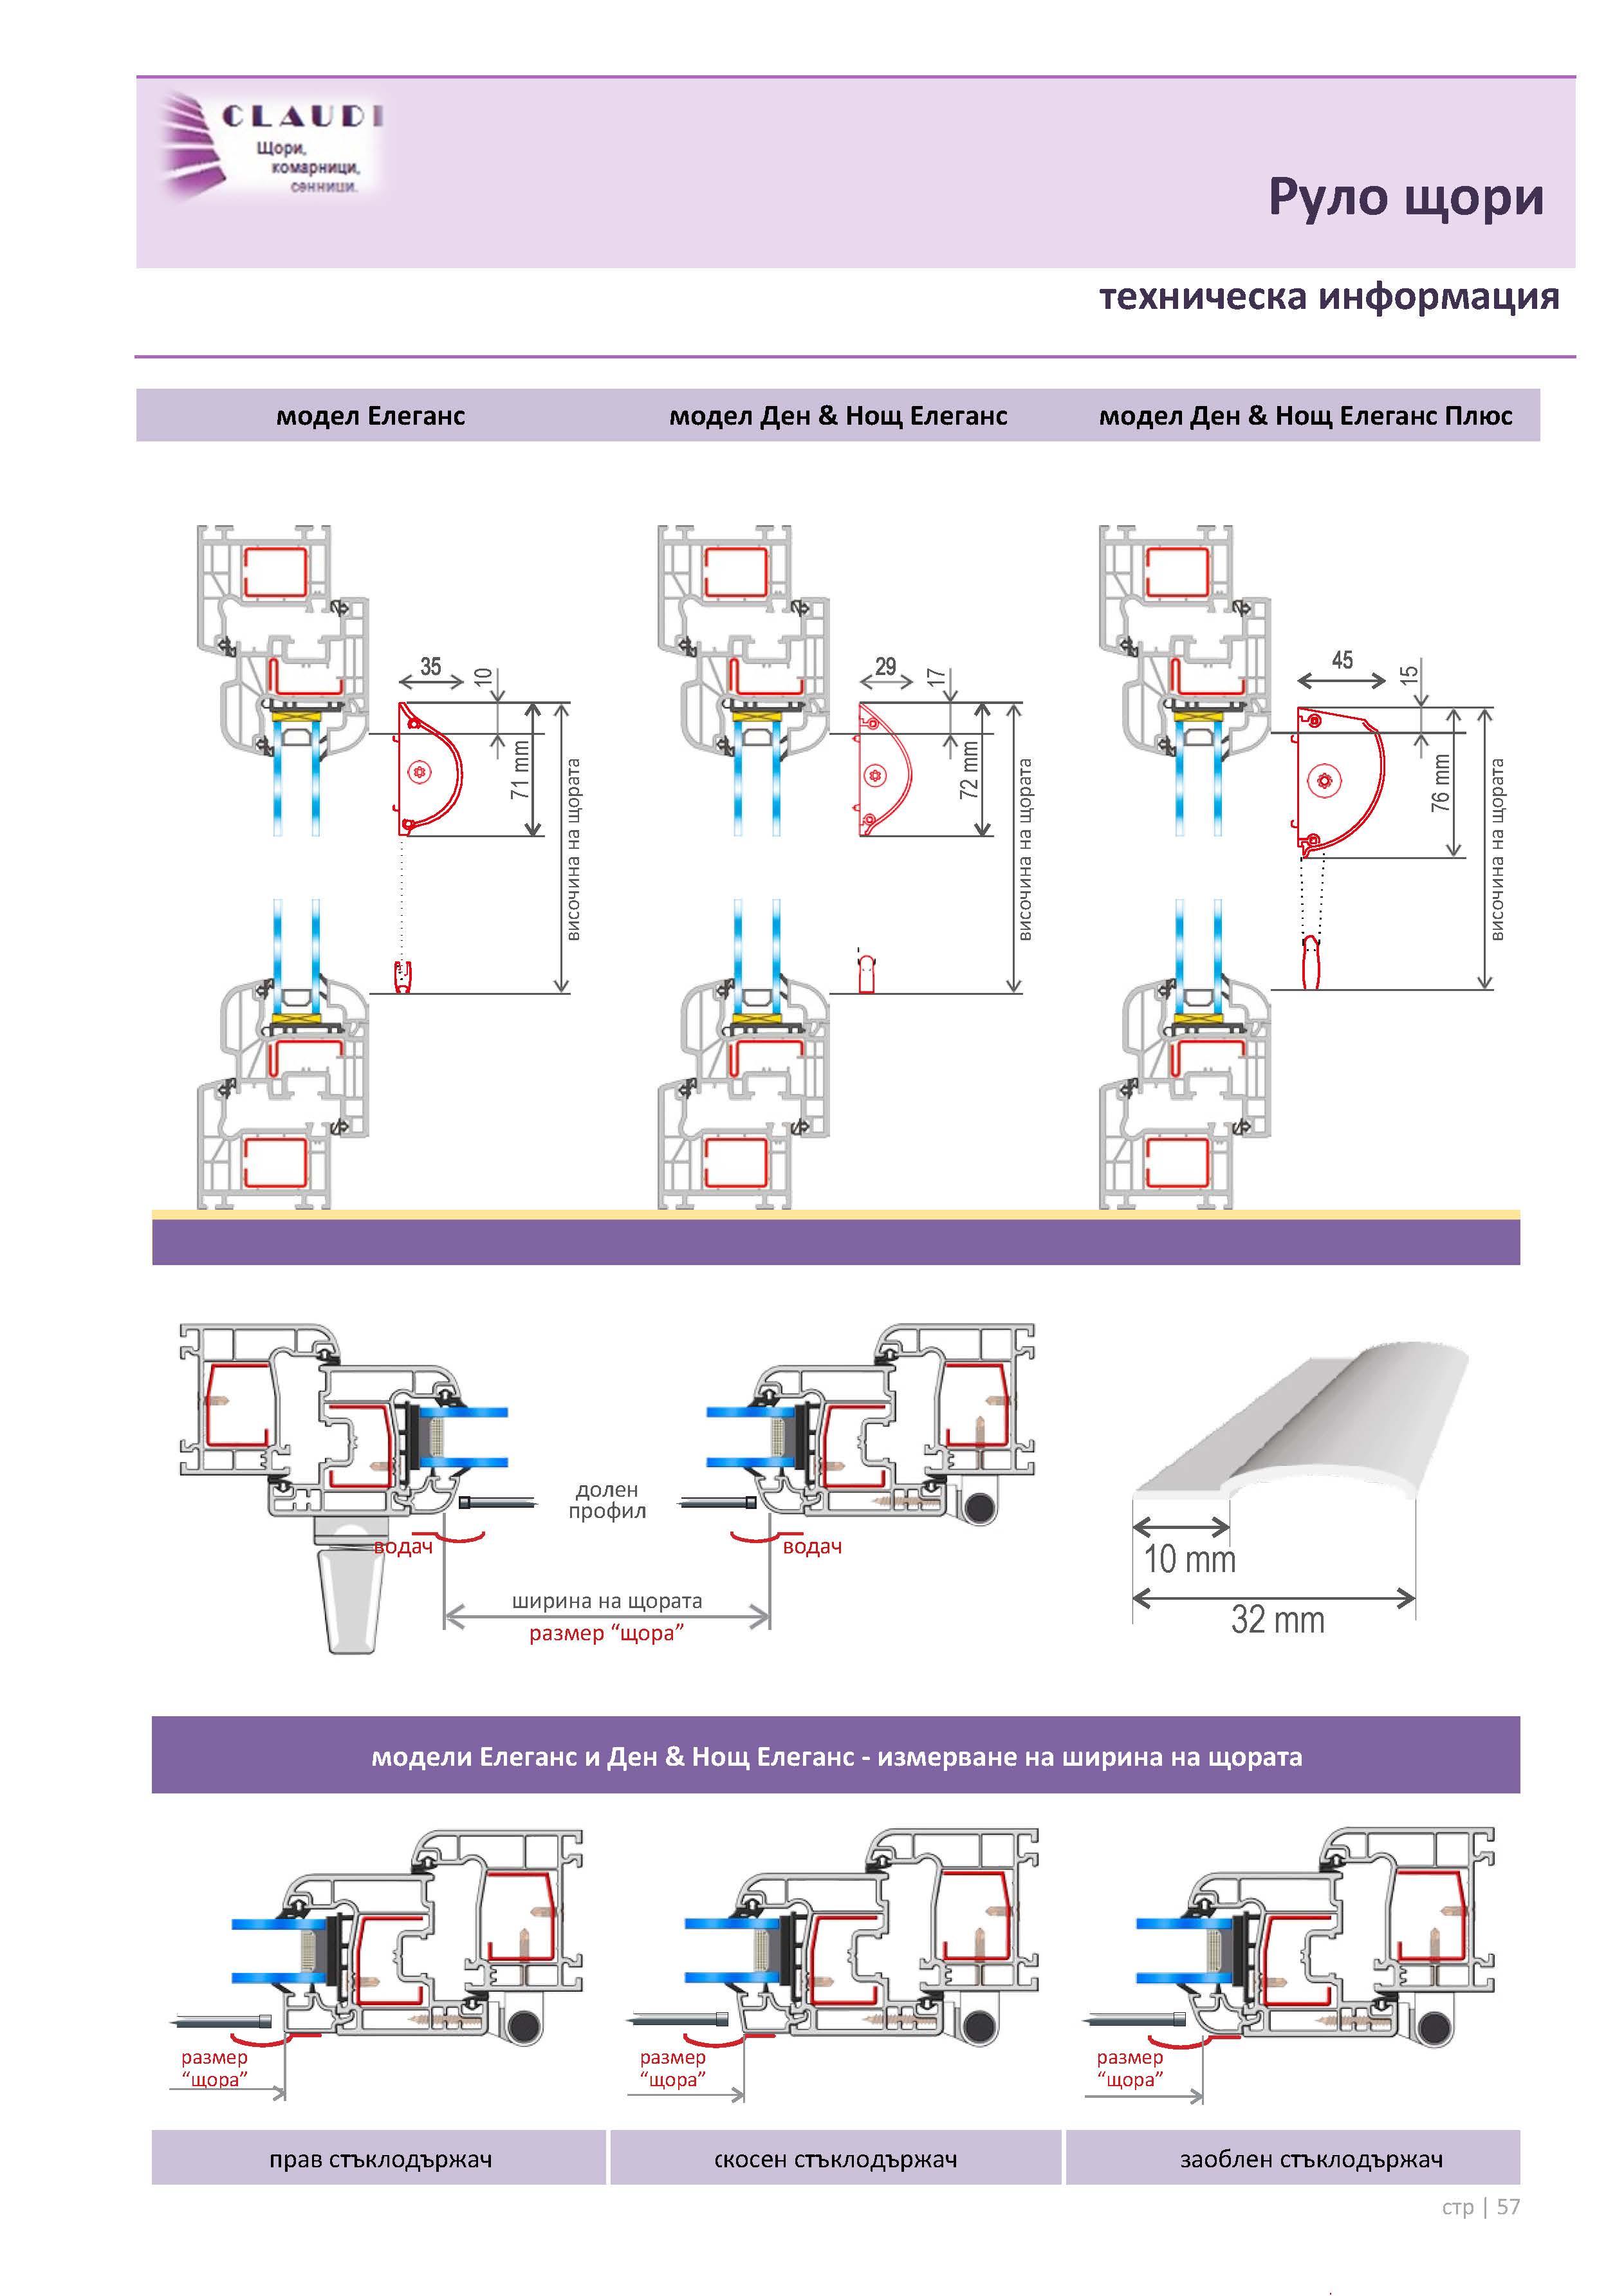 CLAUDI
Щори,
комарници,
сенници.
Руло щори
техническа информация
модел Елеганс
модел Ден & Нощ Елеганс
модел Ден & Нощ Елеганс Плюс
35
10
71 mm
височина на щората
29
17
72 mm
височина на щората
45
15
76 mm
височина на щората
долен
профил
водач
водач
ширина на щората
размер “щора”
10 mm
32 mm
модели Елеганс и Ден & Нощ Елеганс - измерване на ширина на щората
размер
“щора”
размер
“щора”
размер
“щора”
прав стъклодържач
скосен стъклодържач
заоблен стъклодържач
стр | 57